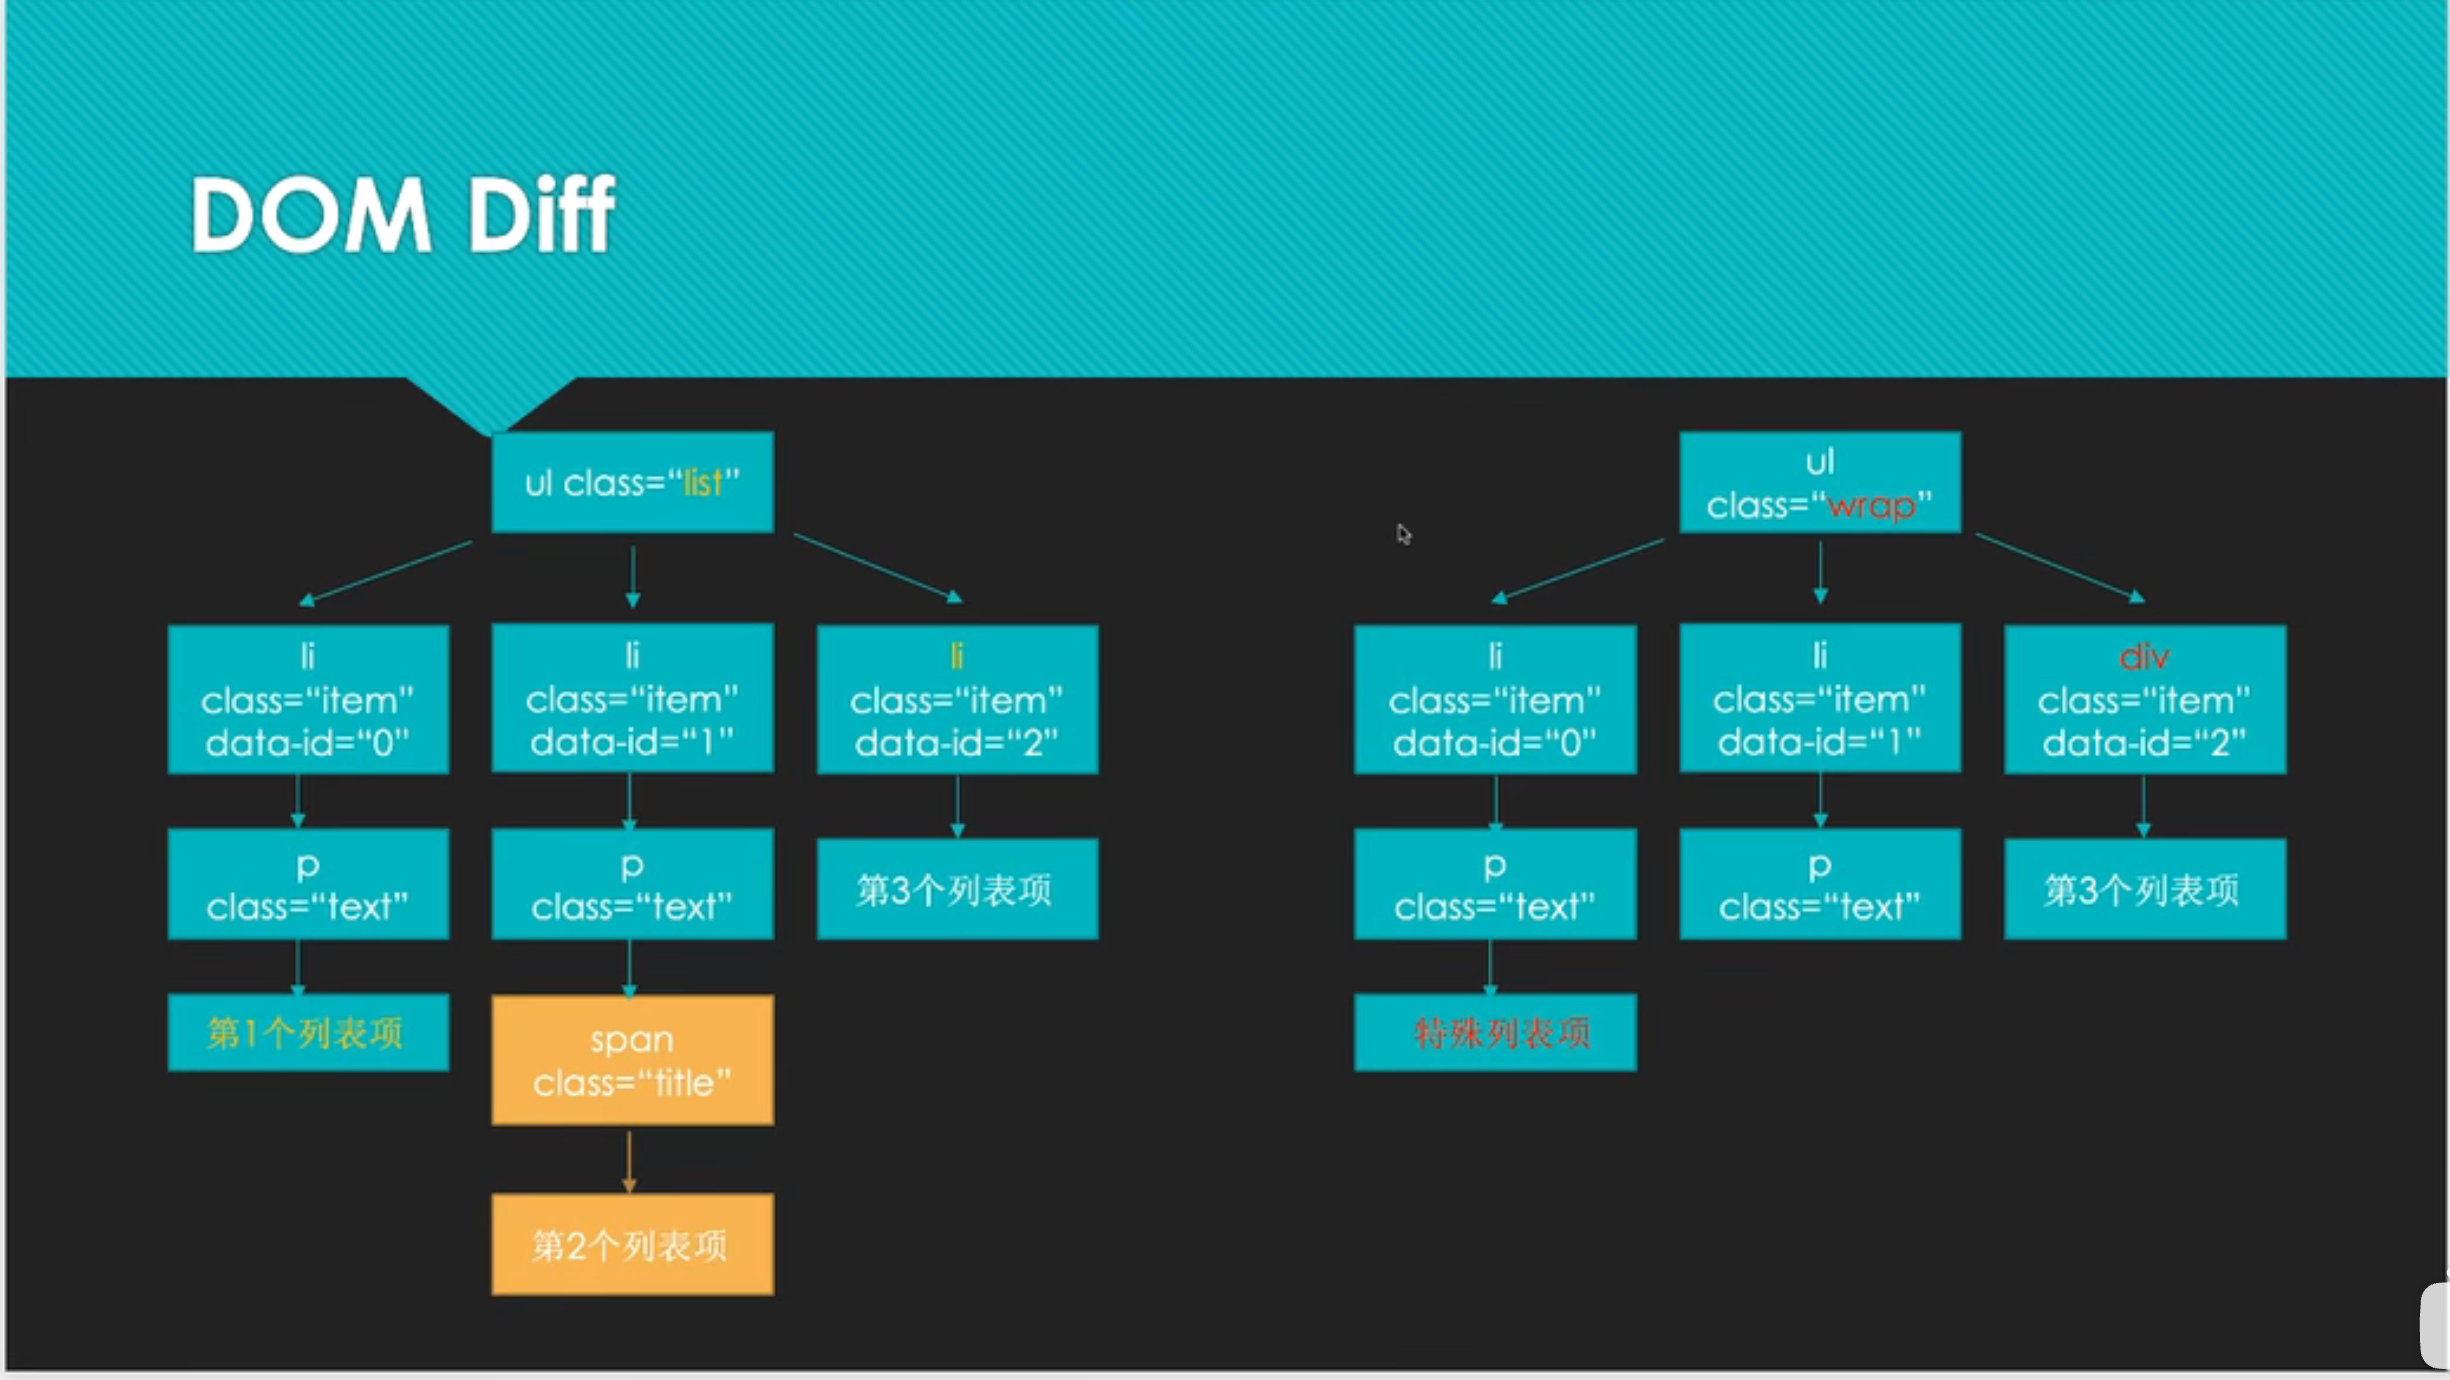 DOM Diff
ul class=“list”
li
class=“item”
data-id=“0”
li
class=“item”
data-id=“1”
li
class=“item”
data-id=“2”
p
class=“text”
p
class=“text”
第3个列表项
第1个列表项
span
class=“title”
第2个列表项
ul
class=“wrap”
li
class=“item”
data-id=“0”
li
class=“item”
data-id=“1”
div
class=“item”
data-id=“2”
p
class=“text”
p
class=“text”
第3个列表项
特殊列表项